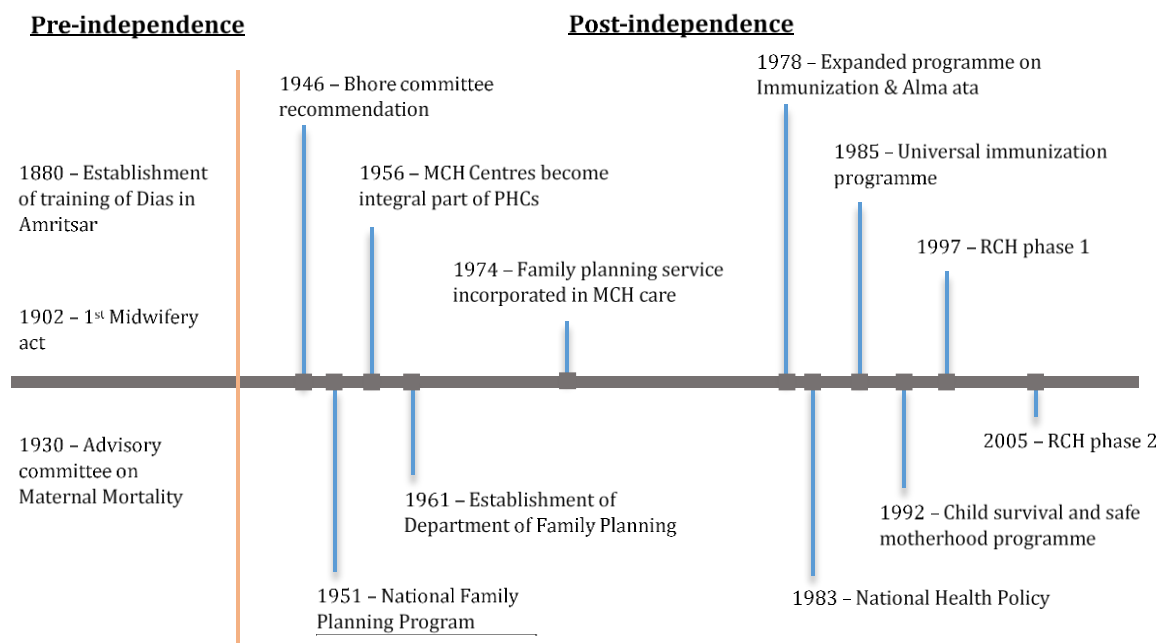 Pre-independence
Post-independence
1880 – Establishment
of training of Dias in
Amritsar
1902 – 1st Midwifery
act
1930 – Advisory
committee on
Maternal Mortality
1946 – Bhore committee
recommendation
1956 – MCH Centres become
integral part of PHCs
1974 – Family planning service
incorporated in MCH care
1978 – Expanded programme on
Immunization & Alma ata
1985 – Universal immunization
programme
1997 – RCH phase 1
1951 – National Family
Planning Program
1961 – Establishment of
Department of Family Planning
1983 – National Health Policy
1992 – Child survival and safe
motherhood programme
2005 – RCH phase 2